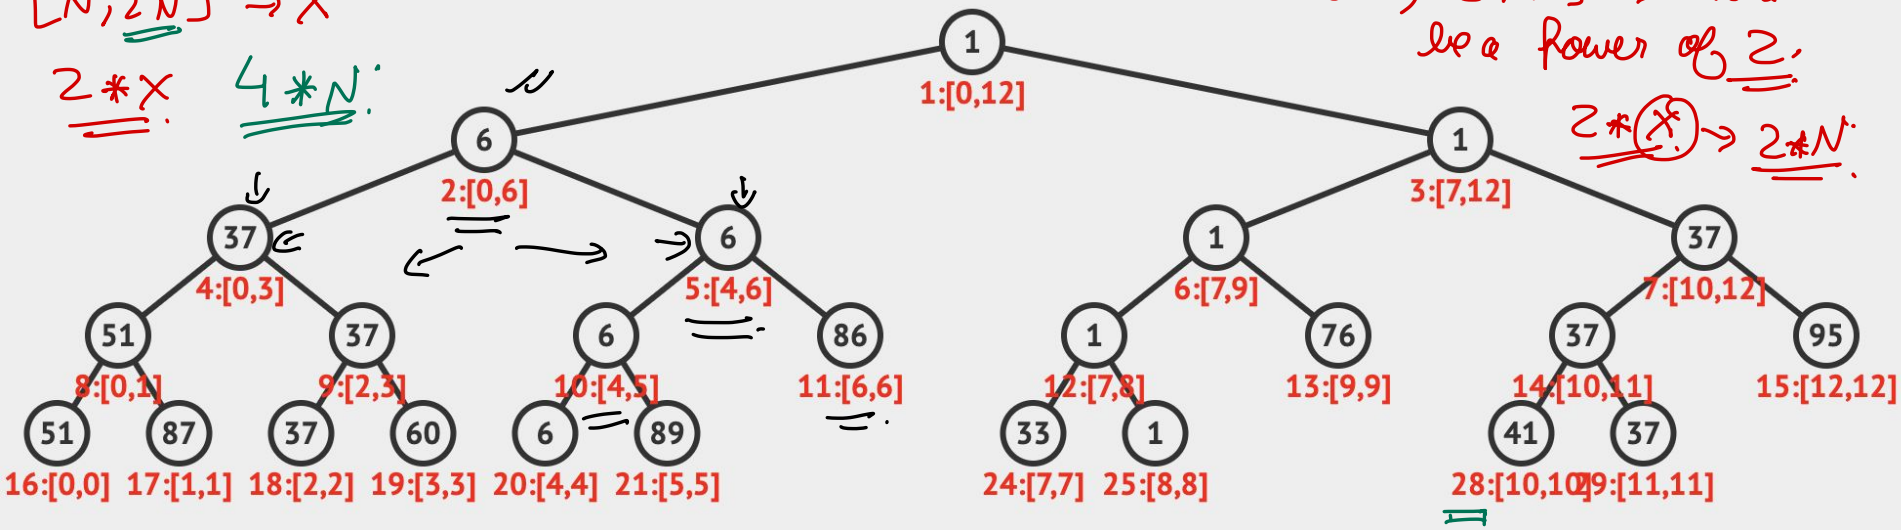 [N, 2N] → X
be a Power of 2.
2*X 4*N
2*X → 2*N
1
1:[0,12]
6 1
2:[0,6] 3:[7,12]
37 6 1 37
4:[0,3] 5:[4,6] 6:[7,9] 7:[10,12]
51 37 6 86 1 76 37 95
8:[0,1] 9:[2,3] 10:[4,5] 11:[6,6] 12:[7,8] 13:[9,9] 14:[10,11] 15:[12,12]
51 87 37 60 6 89 33 1 41 37
16:[0,0] 17:[1,1] 18:[2,2] 19:[3,3] 20:[4,4] 21:[5,5] 24:[7,7] 25:[8,8] 28:[10,10] 29:[11,11]